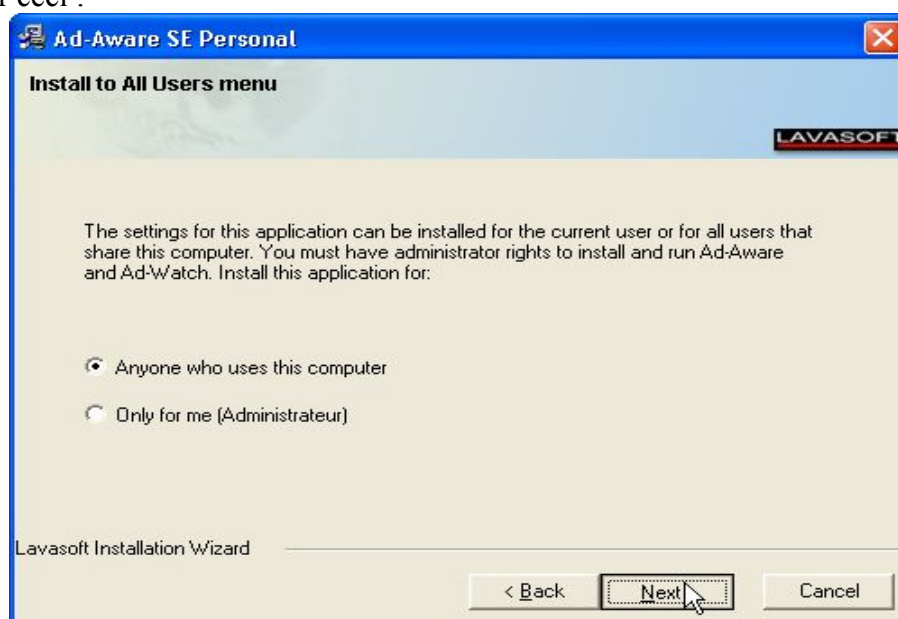 ceci :
Ad-Aware SE Personal
Install to All Users menu
LAVASOFT
The settings for this application can be installed for the current user or for all users that
share this computer. You must have administrator rights to install and run Ad-Aware
and Ad-Watch. Install this application for:
Anyone who uses this computer
Only for me (Administrateur)
Lavasoft Installation Wizard
< Back Next Cancel